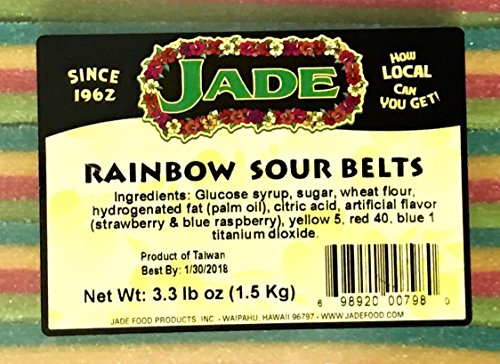 SINCE
1962
JADE
HOW
LOCAL
CAN
YOU GET!
RAINBOW SOUR BELTS
Ingredients: Glucose syrup, sugar, wheat flour,
hydrogenated fat (palm oil), citric acid, artificial flavor
(strawberry & blue raspberry), yellow 5, red 40, blue 1
titanium dioxide.
Product of Taiwan
Best By: 1/30/2018
Net Wt: 3.3 lb oz (1.5 Kg)
6 98920 00798 0
JADE FOOD PRODUCTS, INC - WAIPAHU, HAWAII 96797 - WWW.JADEFOOD.COM